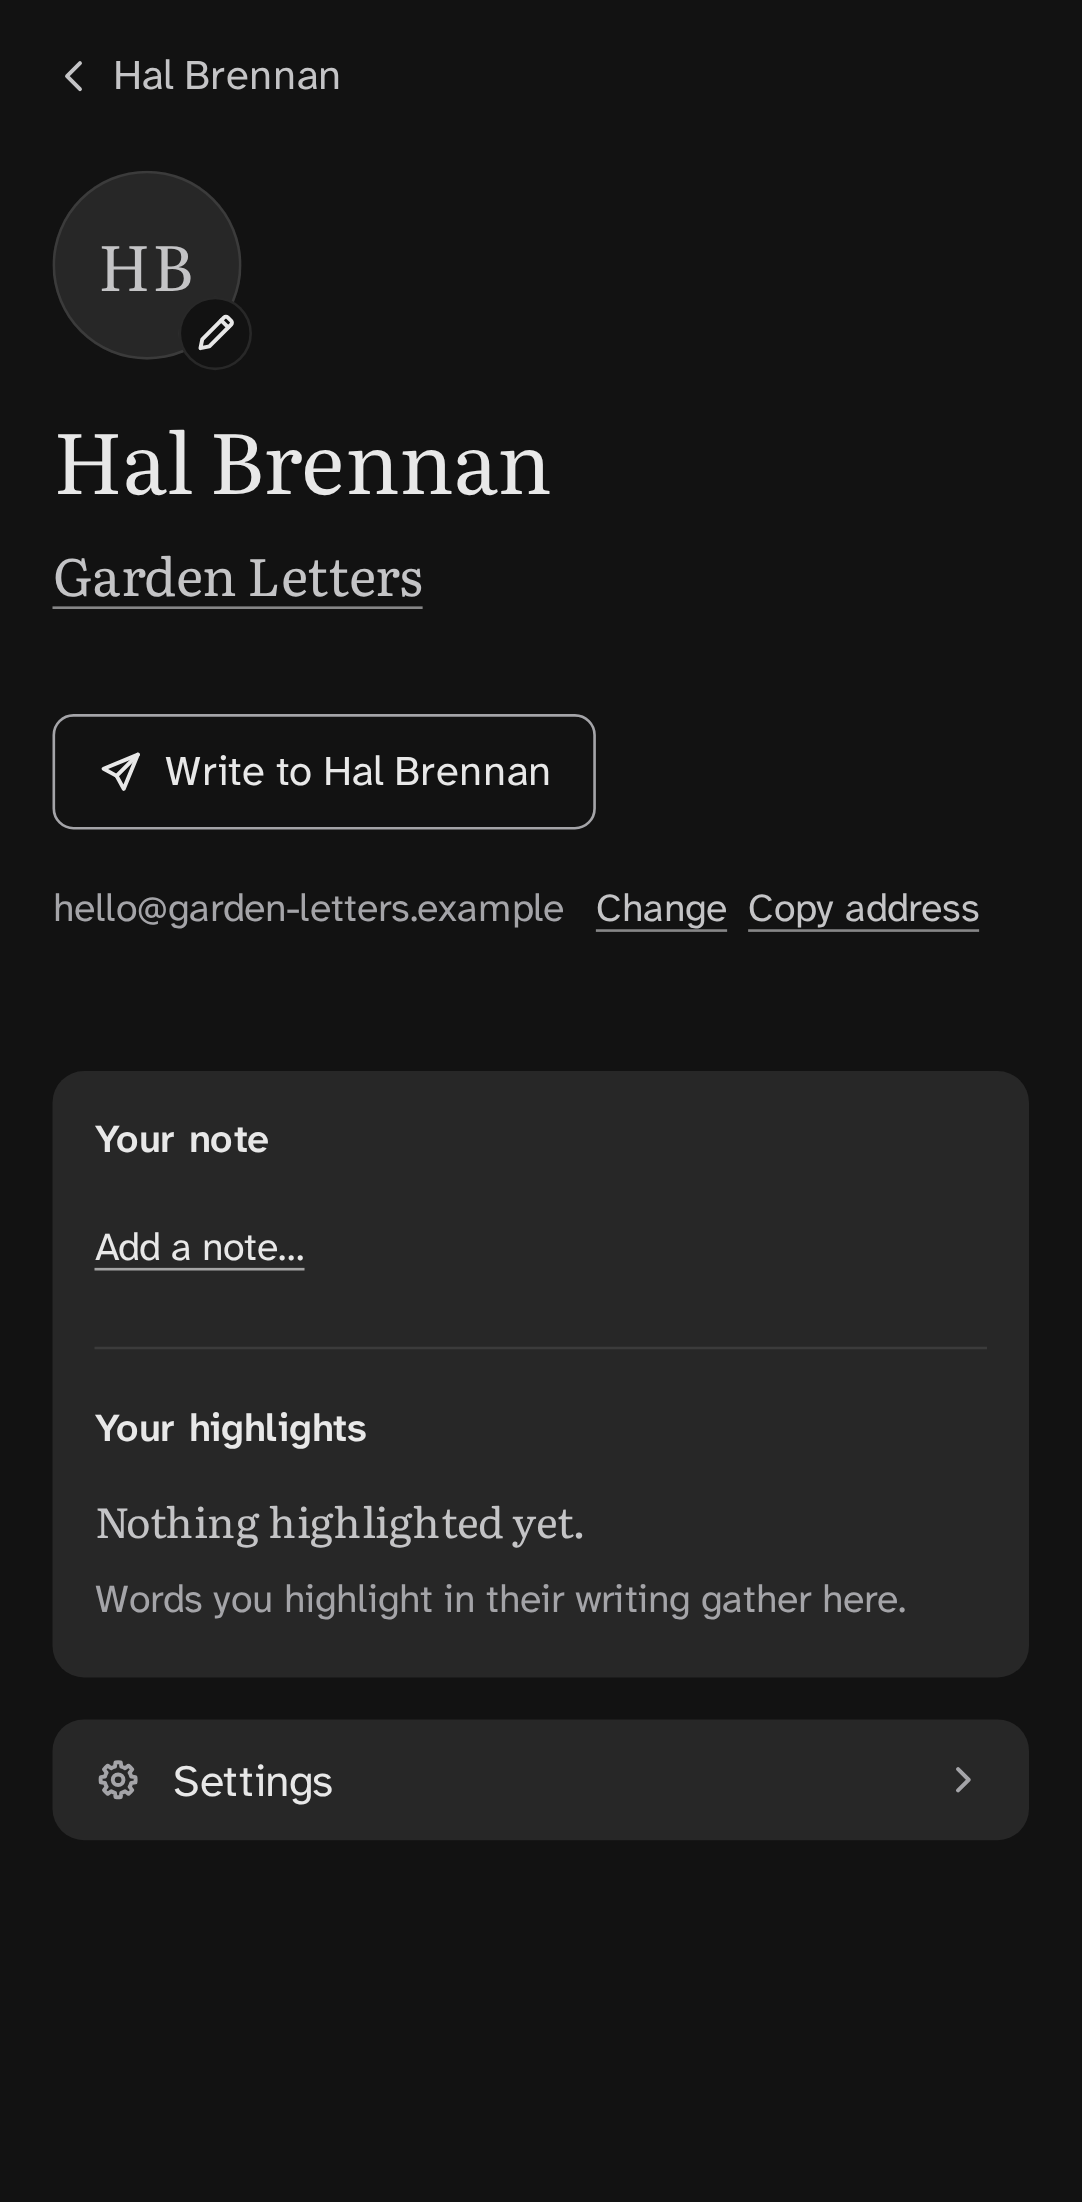 Hal Brennan
HB
Hal Brennan
Garden Letters
Write to Hal Brennan
hello@garden-letters.example Change Copy address
Your note
Add a note...
Your highlights
Nothing highlighted yet.
Words you highlight in their writing gather here.
Settings